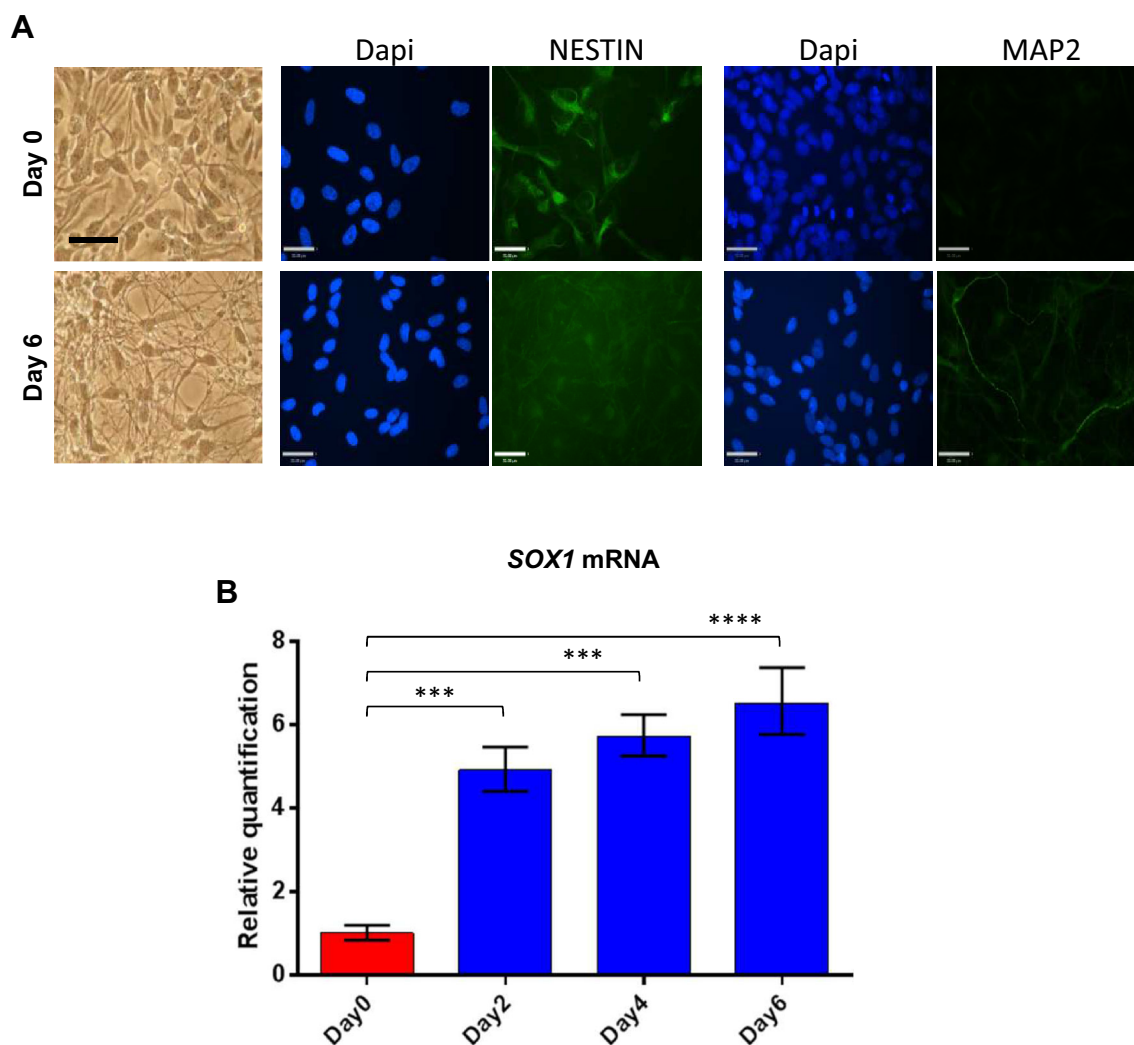 A
Dapi NESTIN Dapi MAP2
Day 0
Day 6
SOX1 mRNA
B
****
***
***
Relative quantification
8
6
4
2
0
Day0 Day2 Day4 Day6